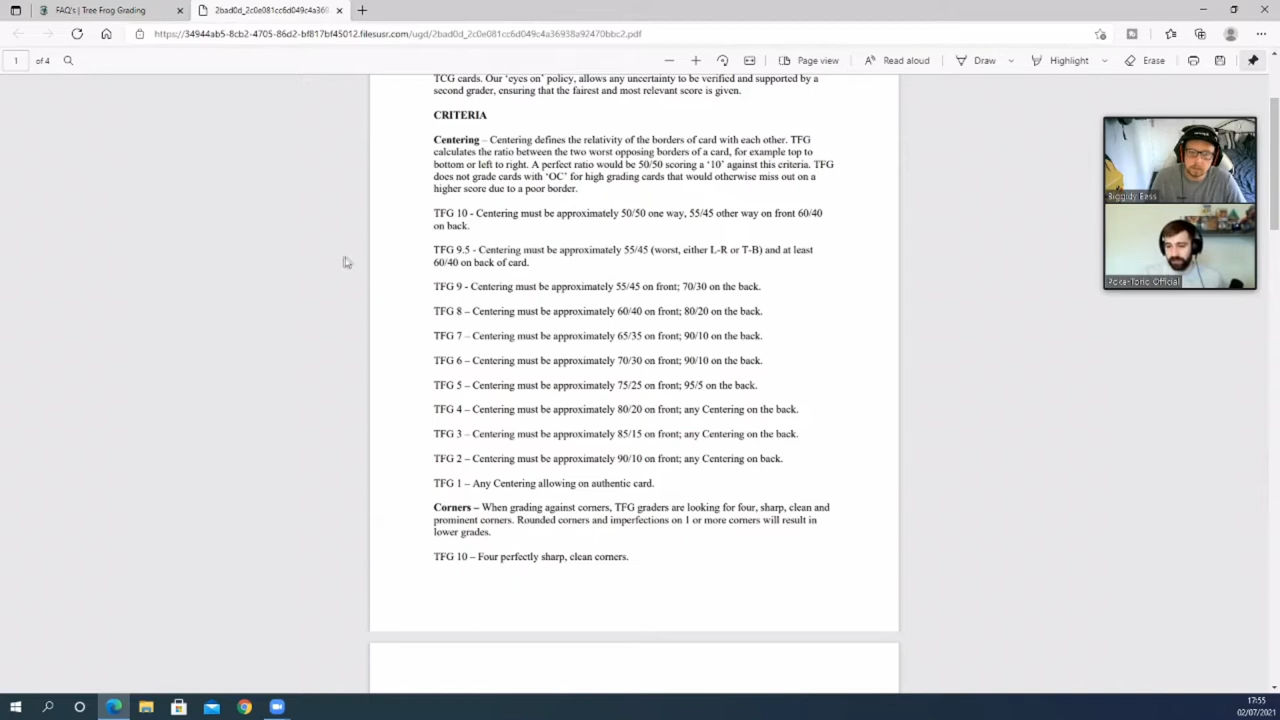 FAQ's | Tree Frog Grading
2bad0d_2c0e081cc6d049c4a369
https://34944ab5-8cb2-4705-86d2-bf817bf45012.filesusr.com/ugd/2bad0d_2c0e081cc6d049c4a36938a92470bbc2.pdf
1 of 4
Page view
Read aloud
Draw
Highlight
Erase
TCG cards. Our 'eyes on' policy, allows any uncertainty to be verified and supported by a
second grader, ensuring that the fairest and most relevant score is given.
CRITERIA
Centering – Centering defines the relativity of the borders of card with each other. TFG
calculates the ratio between the two worst opposing borders of a card, for example top to
bottom or left to right. A perfect ratio would be 50/50 scoring a '10' against this criteria. TFG
does not grade cards with 'OC' for high grading cards that would otherwise miss out on a
higher score due to a poor border.
TFG 10 - Centering must be approximately 50/50 one way, 55/45 other way on front 60/40
on back.
TFG 9.5 - Centering must be approximately 55/45 (worst, either L-R or T-B) and at least
60/40 on back of card.
TFG 9 - Centering must be approximately 55/45 on front; 70/30 on the back.
TFG 8 – Centering must be approximately 60/40 on front; 80/20 on the back.
TFG 7 – Centering must be approximately 65/35 on front; 90/10 on the back.
TFG 6 – Centering must be approximately 70/30 on front; 90/10 on the back.
TFG 5 – Centering must be approximately 75/25 on front; 95/5 on the back.
TFG 4 – Centering must be approximately 80/20 on front; any Centering on the back.
TFG 3 – Centering must be approximately 85/15 on front; any Centering on the back.
TFG 2 – Centering must be approximately 90/10 on front; any Centering on back.
TFG 1 – Any Centering allowing on authentic card.
Corners – When grading against corners, TFG graders are looking for four, sharp, clean and
prominent corners. Rounded corners and imperfections on 1 or more corners will result in
lower grades.
TFG 10 – Four perfectly sharp, clean corners.
Biggidy Bess
Poke-Toric Official
17:55
02/07/2021